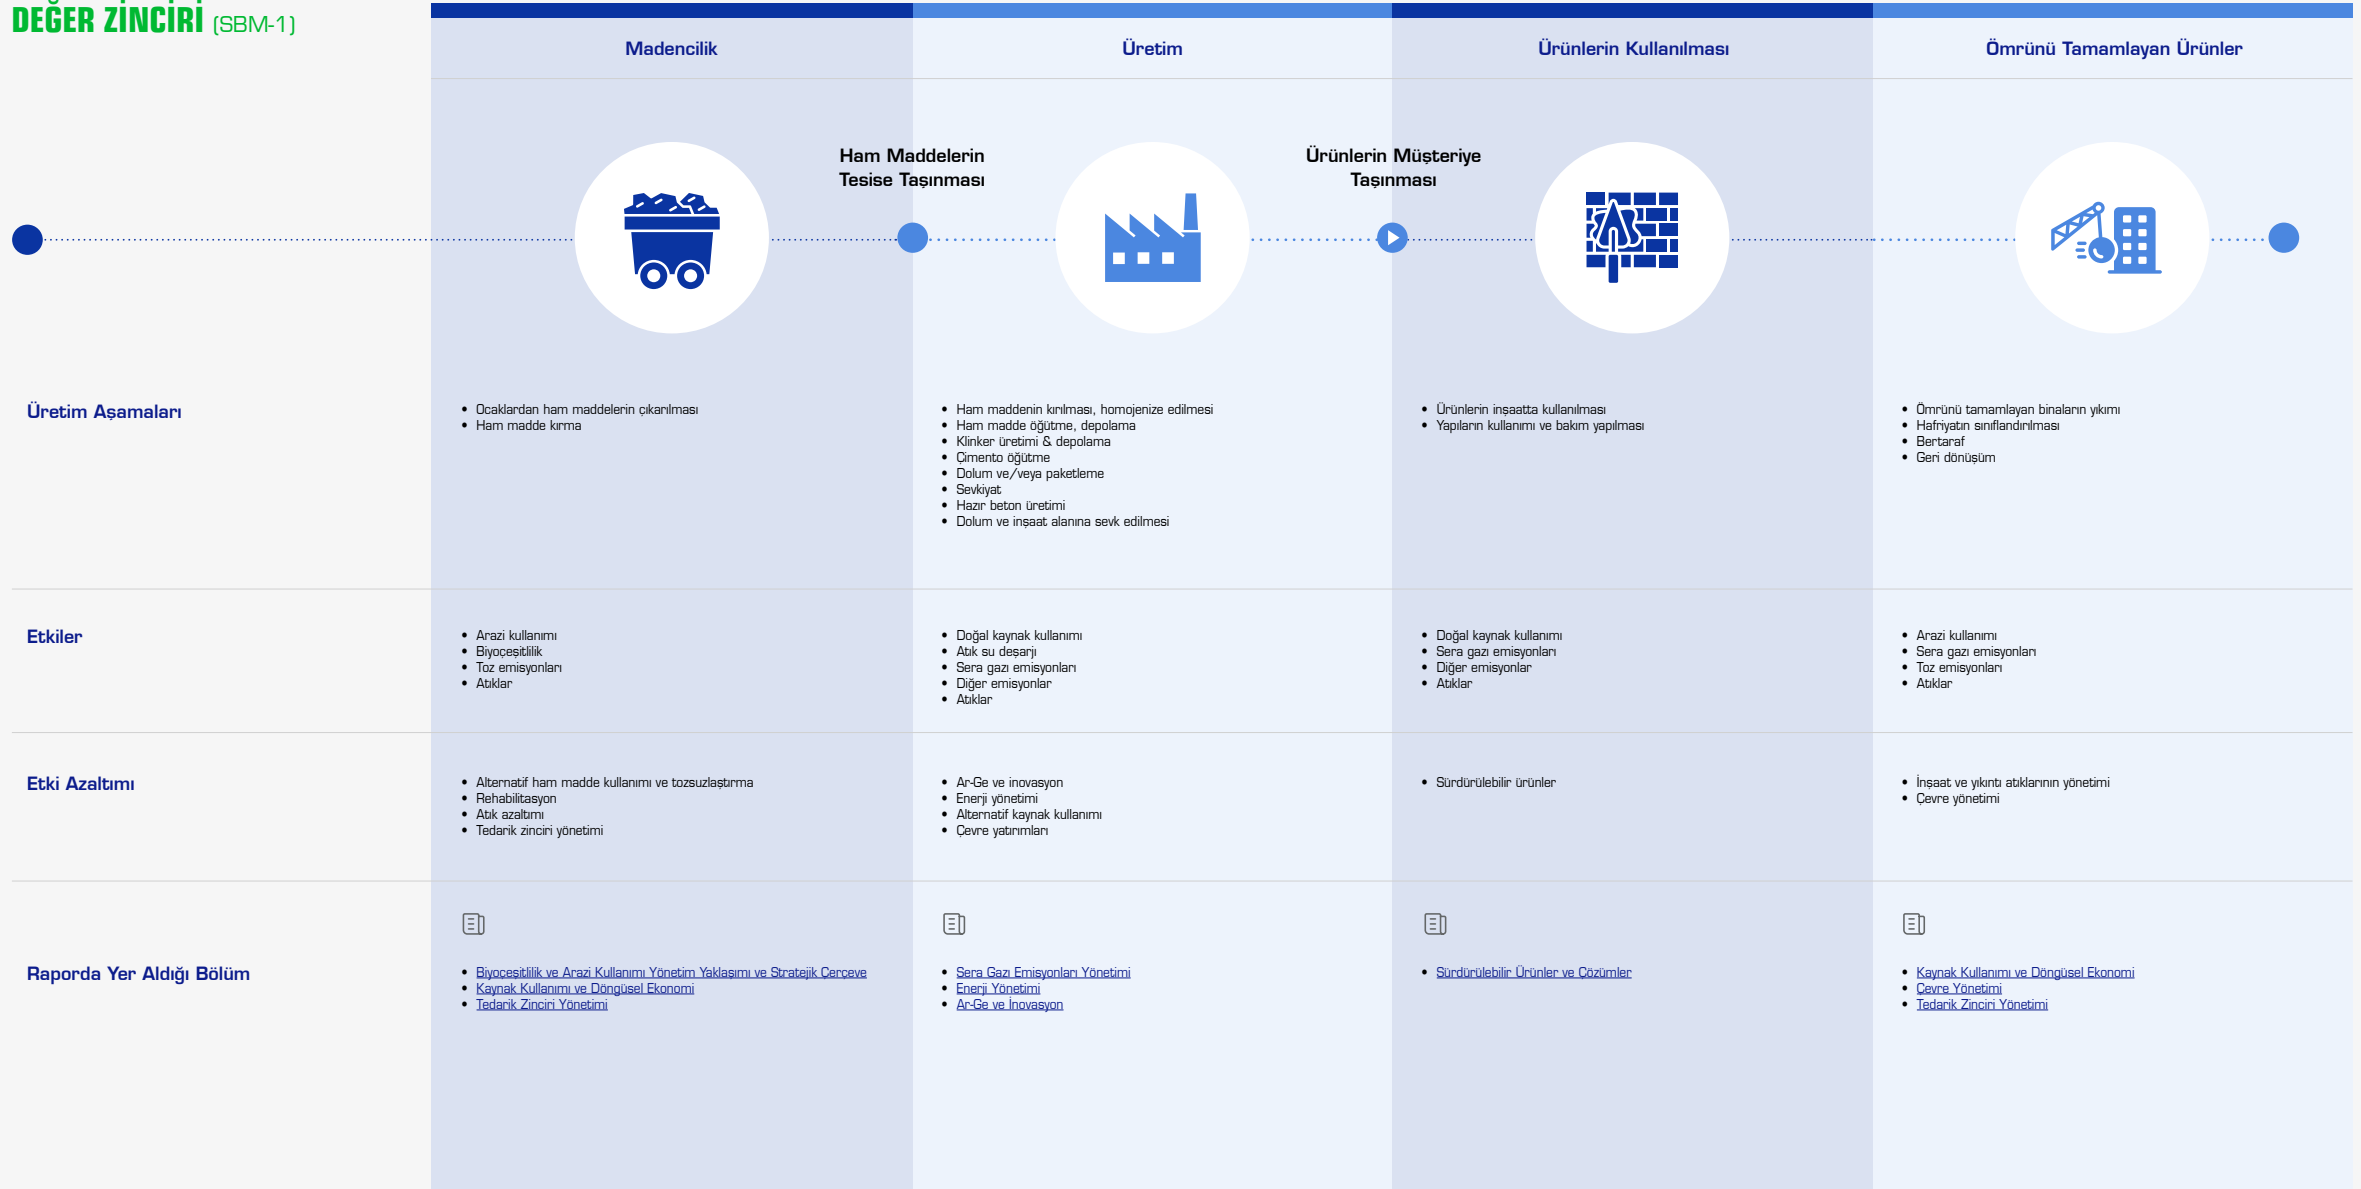 DEĞER ZİNCİRİ (SBM-1)
Madencilik
Üretim
Ürünlerin Kullanılması
Ömrünü Tamamlayan Ürünler
Ham Maddelerin
Tesise Taşınması
Ürünlerin Müşteriye
Taşınması
Üretim Aşamaları
• Ocaklardan ham maddelerin çıkarılması
• Ham madde kırma
• Ham maddenin kırılması, homojenize edilmesi
• Ham madde öğütme, depolama
• Klinker üretimi & depolama
• Çimento öğütme
• Dolum ve/veya paketleme
• Sevkiyat
• Hazır beton üretimi
• Dolum ve inşaat alanına sevk edilmesi
• Ürünlerin inşaatta kullanılması
• Yapıların kullanımı ve bakım yapılması
• Ömrünü tamamlayan binaların yıkımı
• Hafriyatın sınıflandırılması
• Bertaraf
• Geri dönüşüm
Etkiler
• Arazi kullanımı
• Biyoçeşitlilik
• Toz emisyonları
• Atıklar
• Doğal kaynak kullanımı
• Atık su deşarjı
• Sera gazı emisyonları
• Diğer emisyonlar
• Atıklar
• Doğal kaynak kullanımı
• Sera gazı emisyonları
• Diğer emisyonlar
• Atıklar
• Arazi kullanımı
• Sera gazı emisyonları
• Toz emisyonları
• Atıklar
Etki Azaltımı
• Alternatif ham madde kullanımı ve tozsuzlaştırma
• Rehabilitasyon
• Atık azaltımı
• Tedarik zinciri yönetimi
• Ar-Ge ve inovasyon
• Enerji yönetimi
• Alternatif kaynak kullanımı
• Çevre yatırımları
• Sürdürülebilir ürünler
• İnşaat ve yıkıntı atıklarının yönetimi
• Çevre yönetimi
Raporda Yer Aldığı Bölüm
• Biyoçeşitlilik ve Arazi Kullanımı Yönetim Yaklaşımı ve Stratejik Çerçeve
• Kaynak Kullanımı ve Döngüsel Ekonomi
• Tedarik Zinciri Yönetimi
• Sera Gazı Emisyonları Yönetimi
• Enerji Yönetimi
• Ar-Ge ve İnovasyon
• Sürdürülebilir Ürünler ve Çözümler
• Kaynak Kullanımı ve Döngüsel Ekonomi
• Çevre Yönetimi
• Tedarik Zinciri Yönetimi